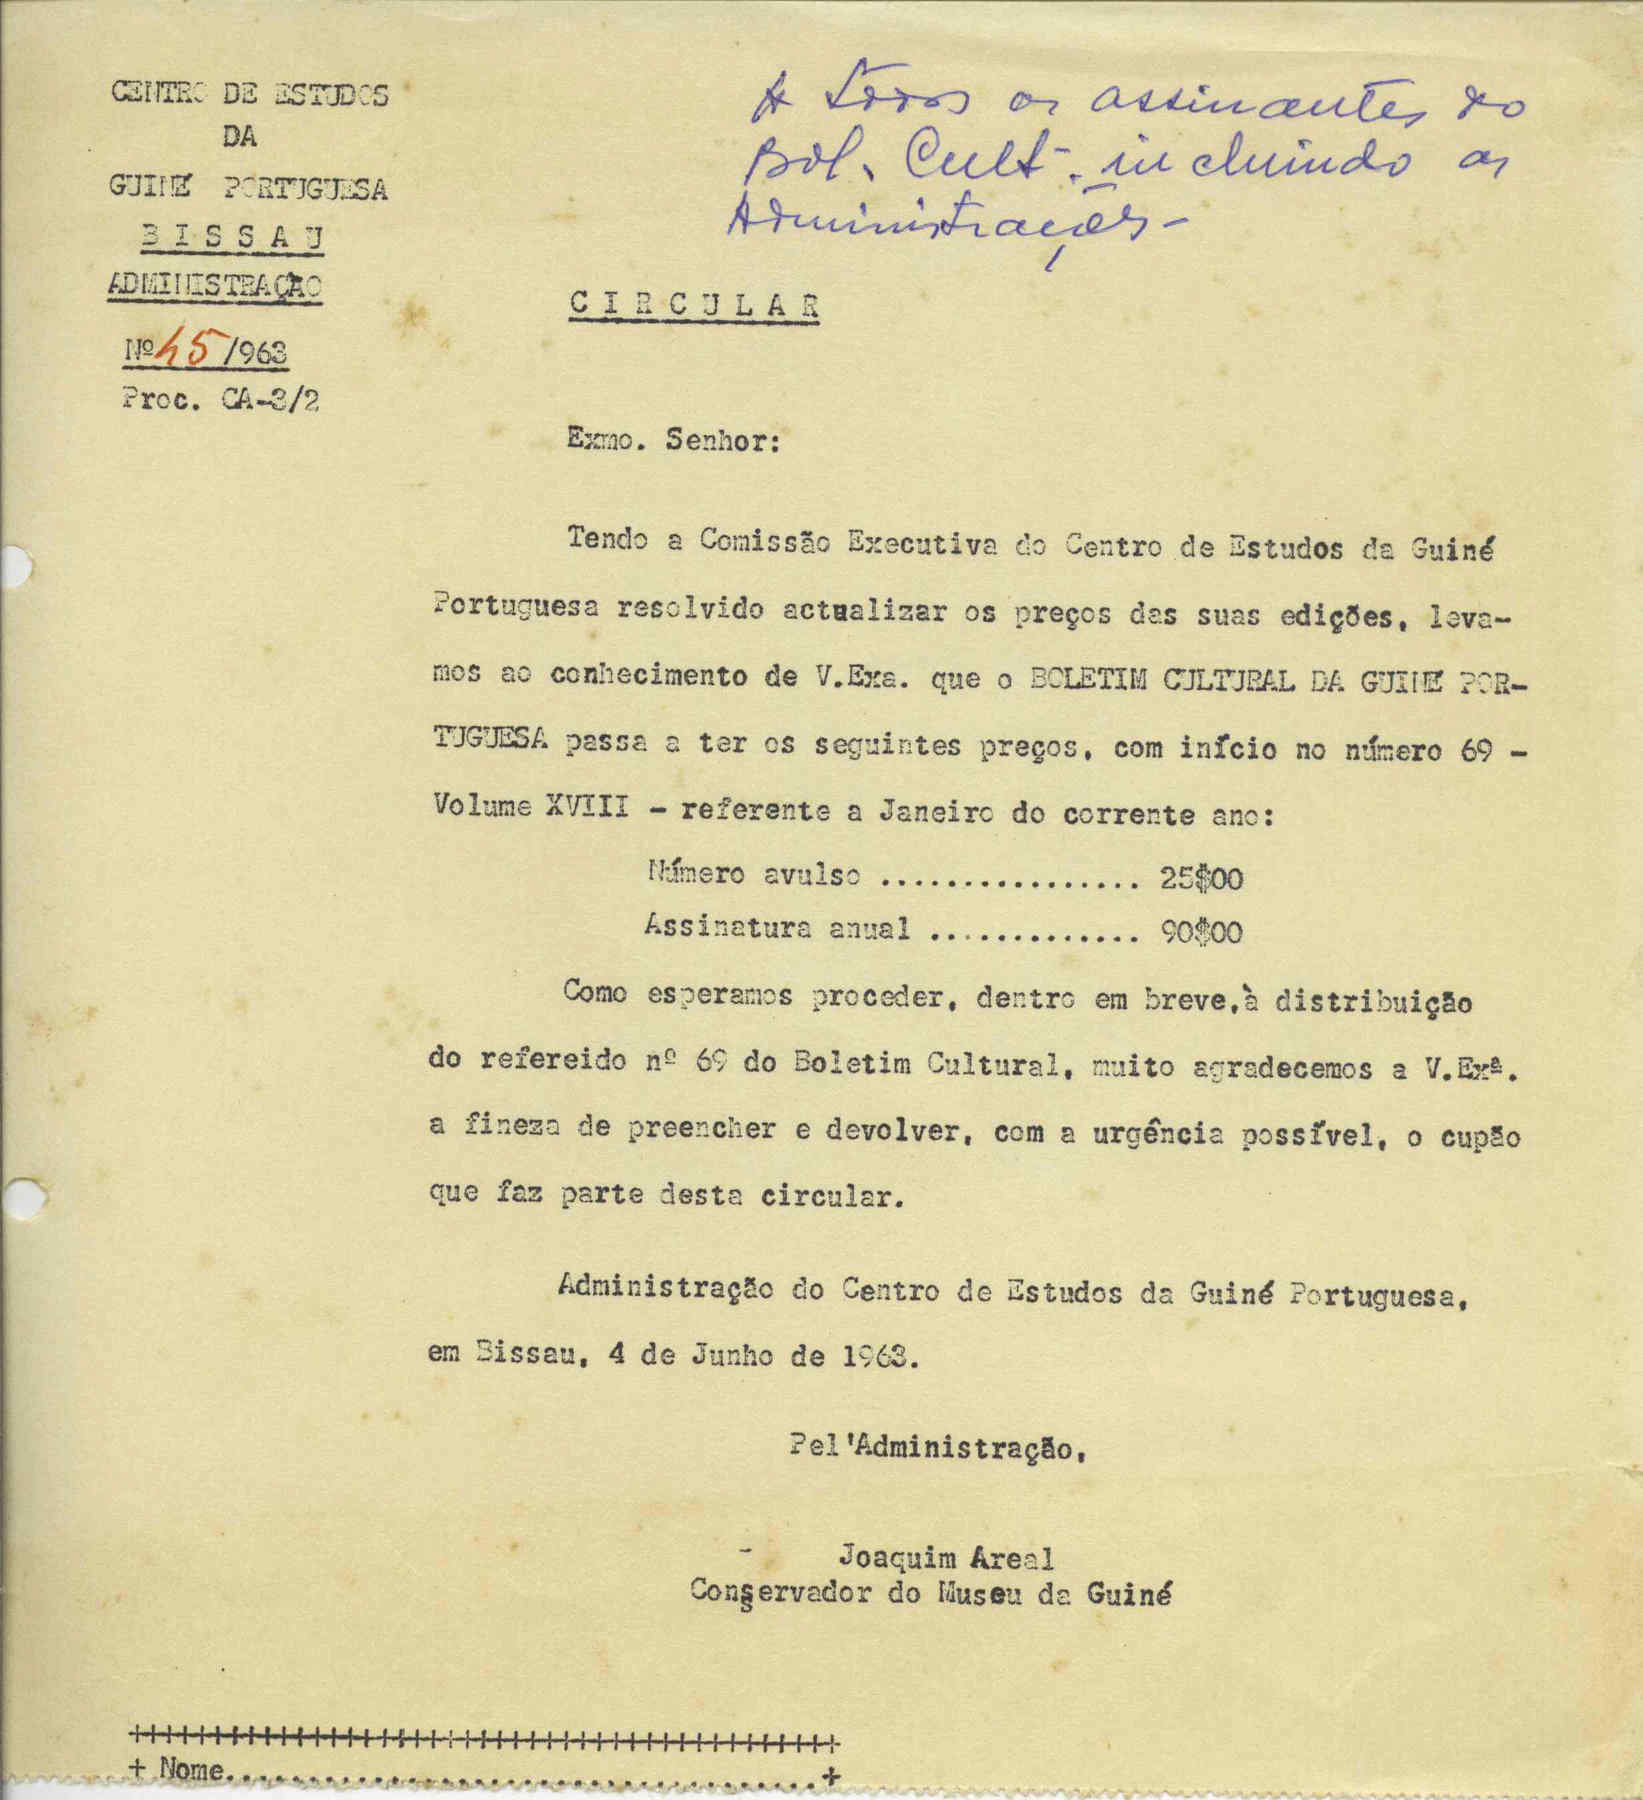 CENTRO DE ESTUDOS
DA
GUINÉ PORTUGUESA
B I S S A U
ADMINISTRAÇÃO
Nº 45/963
Proc. CA-3/2
A todos os assinantes do
Bol. Cult. incluindo as
Administrações -
C I R C U L A R
Exmo. Senhor:
Tendo a Comissão Executiva do Centro de Estudos da Guiné
Portuguesa resolvido actualizar os preços das suas edições, leva-
mos ao conhecimento de V.Exa. que o BOLETIM CULTURAL DA GUINÉ POR-
TUGUESA passa a ter os seguintes preços, com início no número 69 -
Volume XVIII - referente a Janeiro do corrente ano:
Número avulso ................ 25$00
Assinatura anual ............. 90$00
Como esperamos proceder, dentro em breve,à distribuição
do refereido nº 69 do Boletim Cultural, muito agradecemos a V.Exª.
a fineza de preencher e devolver, com a urgência possível, o cupão
que faz parte desta circular.
Administração do Centro de Estudos da Guiné Portuguesa,
em Bissau, 4 de Junho de 1963.
Pel'Administração,
- Joaquim Areal
Conservador do Museu da Guiné
+++++++++++++++++++++++++++++++++++++++++++
+ Nome....................................+